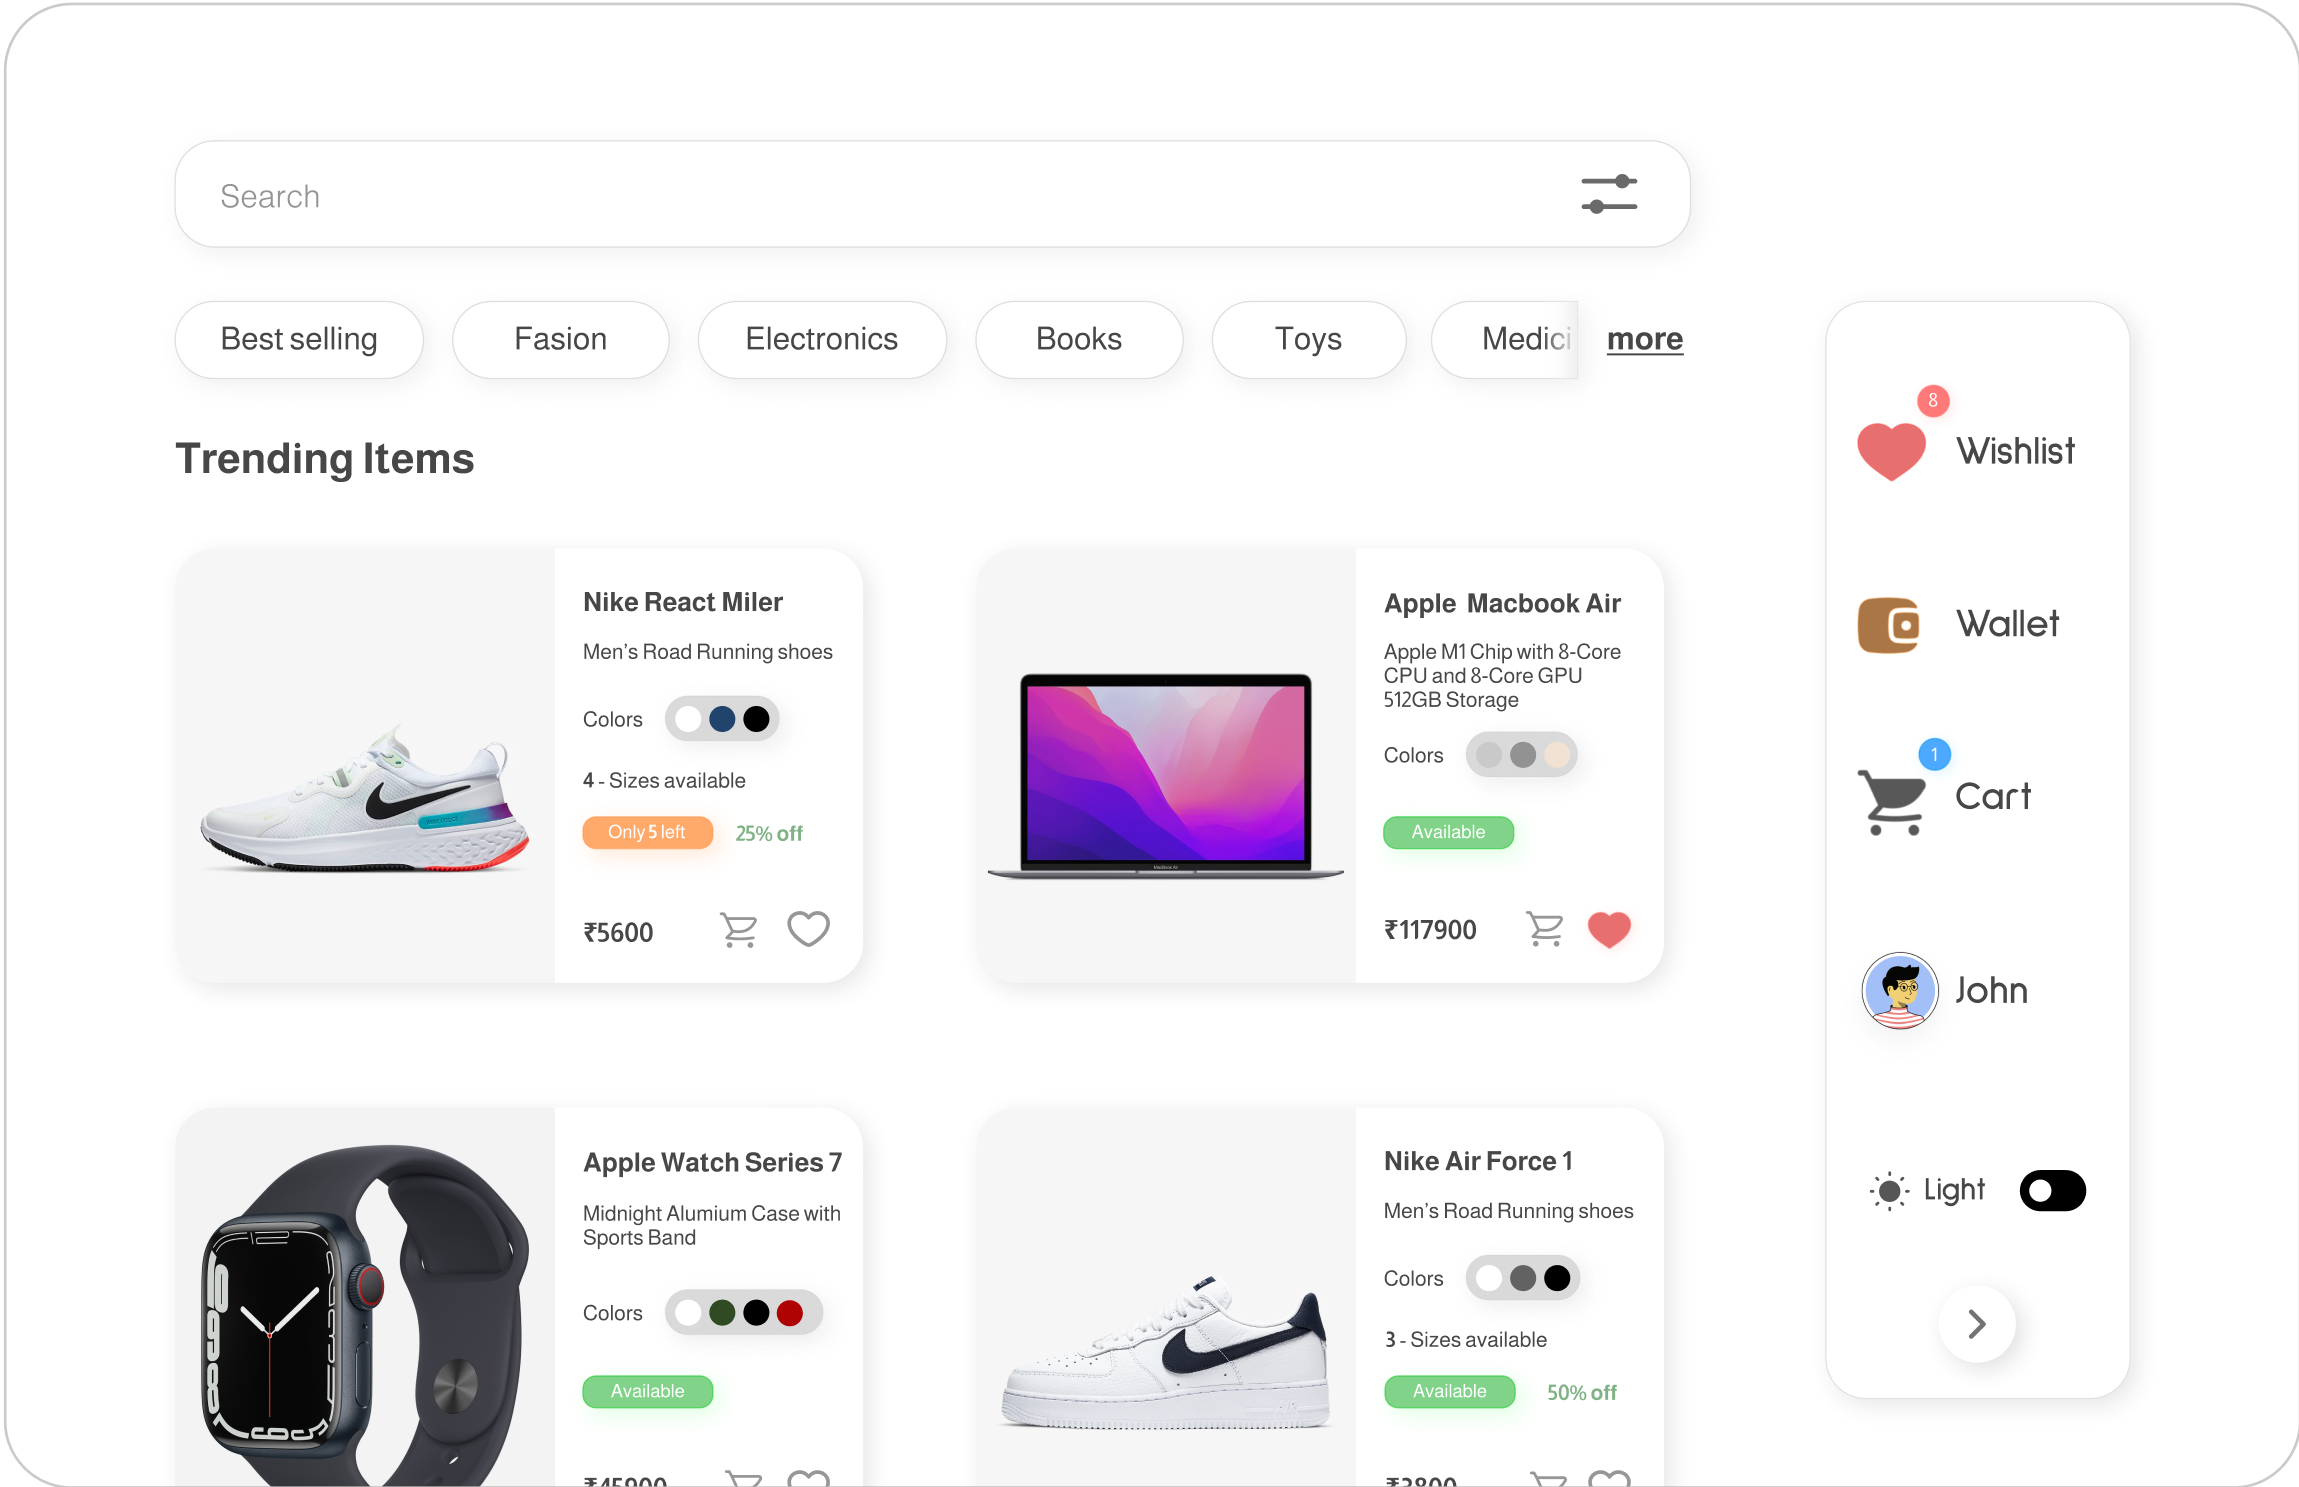 Search
Best selling
Fasion
Electronics
Books
Toys
Medici
more
Trending Items
Nike React Miler
Men's Road Running shoes
Colors
4 - Sizes available
Only 5 left
25% off
₹5600
Apple Macbook Air
Apple M1 Chip with 8-Core
CPU and 8-Core GPU
512GB Storage
Colors
Available
₹117900
MacBook Air
Apple Watch Series 7
Midnight Alumium Case with
Sports Band
Colors
Available
₹45900
Nike Air Force 1
Men's Road Running shoes
Colors
3 - Sizes available
Available
50% off
₹3800
8
Wishlist
Wallet
1
Cart
John
Light